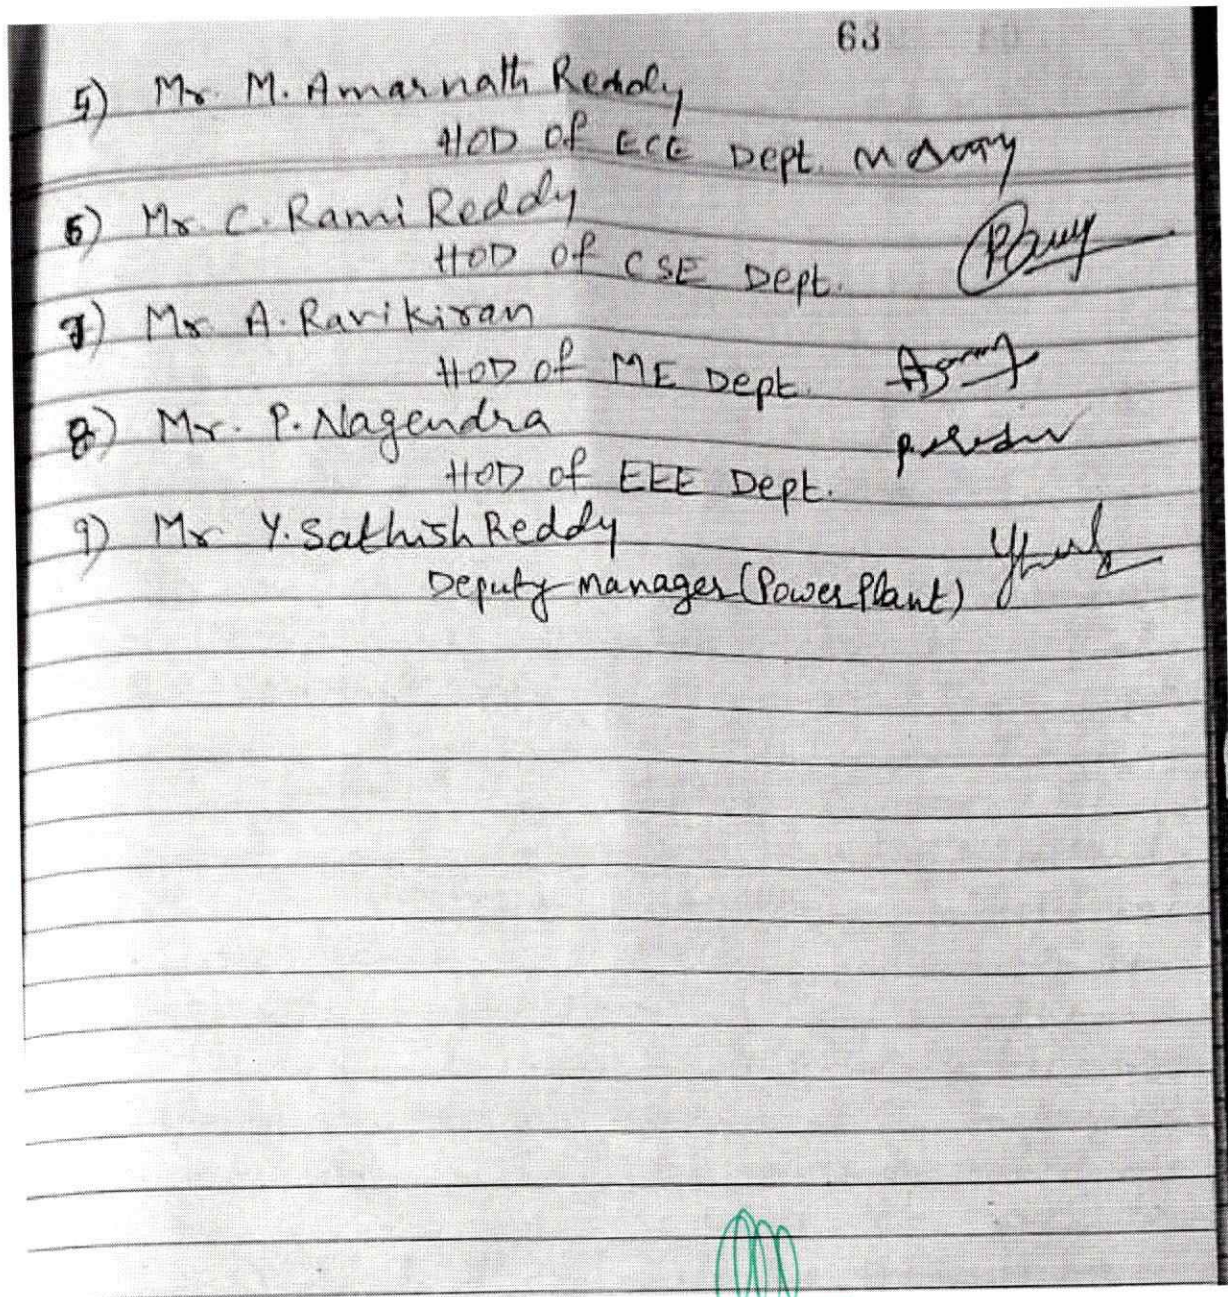 63
5) Mr. M. Amarnath Reddy
HOD of ECE Dept.
6) Mr. C. Rami Reddy
HOD of CSE Dept.
7) Mr A. Ravikiran
HOD of ME Dept.
8) Mr. P. Nagendra
HOD of EEE Dept.
9) Mr Y. Sathish Reddy
Deputy manager (Power Plant)